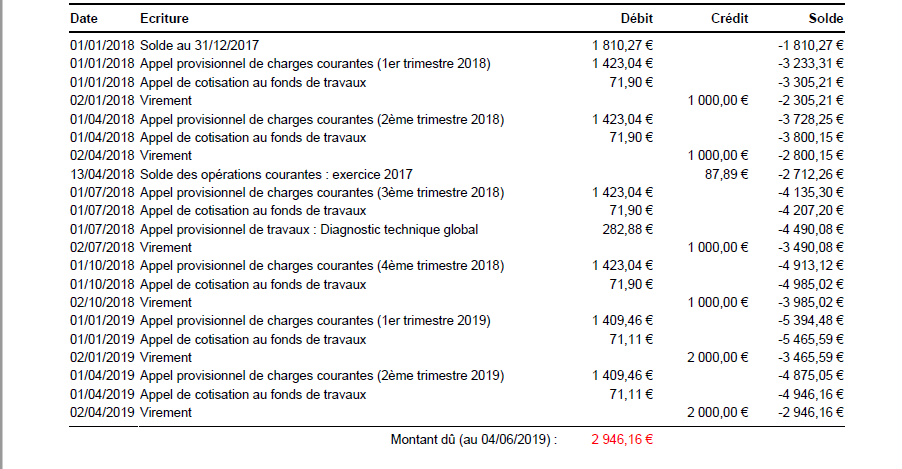 Date Ecriture Débit Crédit Solde
01/01/2018 Solde au 31/12/2017 1 810,27 € -1 810,27 €
01/01/2018 Appel provisionnel de charges courantes (1er trimestre 2018) 1 423,04 € -3 233,31 €
01/01/2018 Appel de cotisation au fonds de travaux 71,90 € -3 305,21 €
02/01/2018 Virement 1 000,00 € -2 305,21 €
01/04/2018 Appel provisionnel de charges courantes (2ème trimestre 2018) 1 423,04 € -3 728,25 €
01/04/2018 Appel de cotisation au fonds de travaux 71,90 € -3 800,15 €
02/04/2018 Virement 1 000,00 € -2 800,15 €
13/04/2018 Solde des opérations courantes : exercice 2017 87,89 € -2 712,26 €
01/07/2018 Appel provisionnel de charges courantes (3ème trimestre 2018) 1 423,04 € -4 135,30 €
01/07/2018 Appel de cotisation au fonds de travaux 71,90 € -4 207,20 €
01/07/2018 Appel provisionnel de travaux : Diagnostic technique global 282,88 € -4 490,08 €
02/07/2018 Virement 1 000,00 € -3 490,08 €
01/10/2018 Appel provisionnel de charges courantes (4ème trimestre 2018) 1 423,04 € -4 913,12 €
01/10/2018 Appel de cotisation au fonds de travaux 71,90 € -4 985,02 €
02/10/2018 Virement 1 000,00 € -3 985,02 €
01/01/2019 Appel provisionnel de charges courantes (1er trimestre 2019) 1 409,46 € -5 394,48 €
01/01/2019 Appel de cotisation au fonds de travaux 71,11 € -5 465,59 €
02/01/2019 Virement 2 000,00 € -3 465,59 €
01/04/2019 Appel provisionnel de charges courantes (2ème trimestre 2019) 1 409,46 € -4 875,05 €
01/04/2019 Appel de cotisation au fonds de travaux 71,11 € -4 946,16 €
02/04/2019 Virement 2 000,00 € -2 946,16 €
Montant dû (au 04/06/2019) : 2 946,16 €